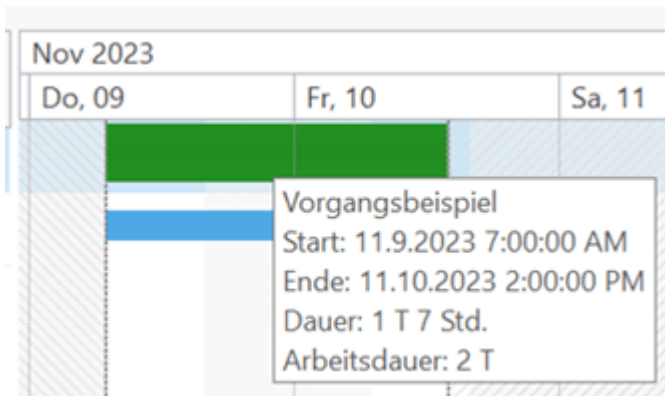 Nov 2023
Do, 09
Fr, 10
Sa, 11
Vorgangsbeispiel
Start: 11.9.2023 7:00:00 AM
Ende: 11.10.2023 2:00:00 PM
Dauer: 1 T 7 Std.
Arbeitsdauer: 2 T